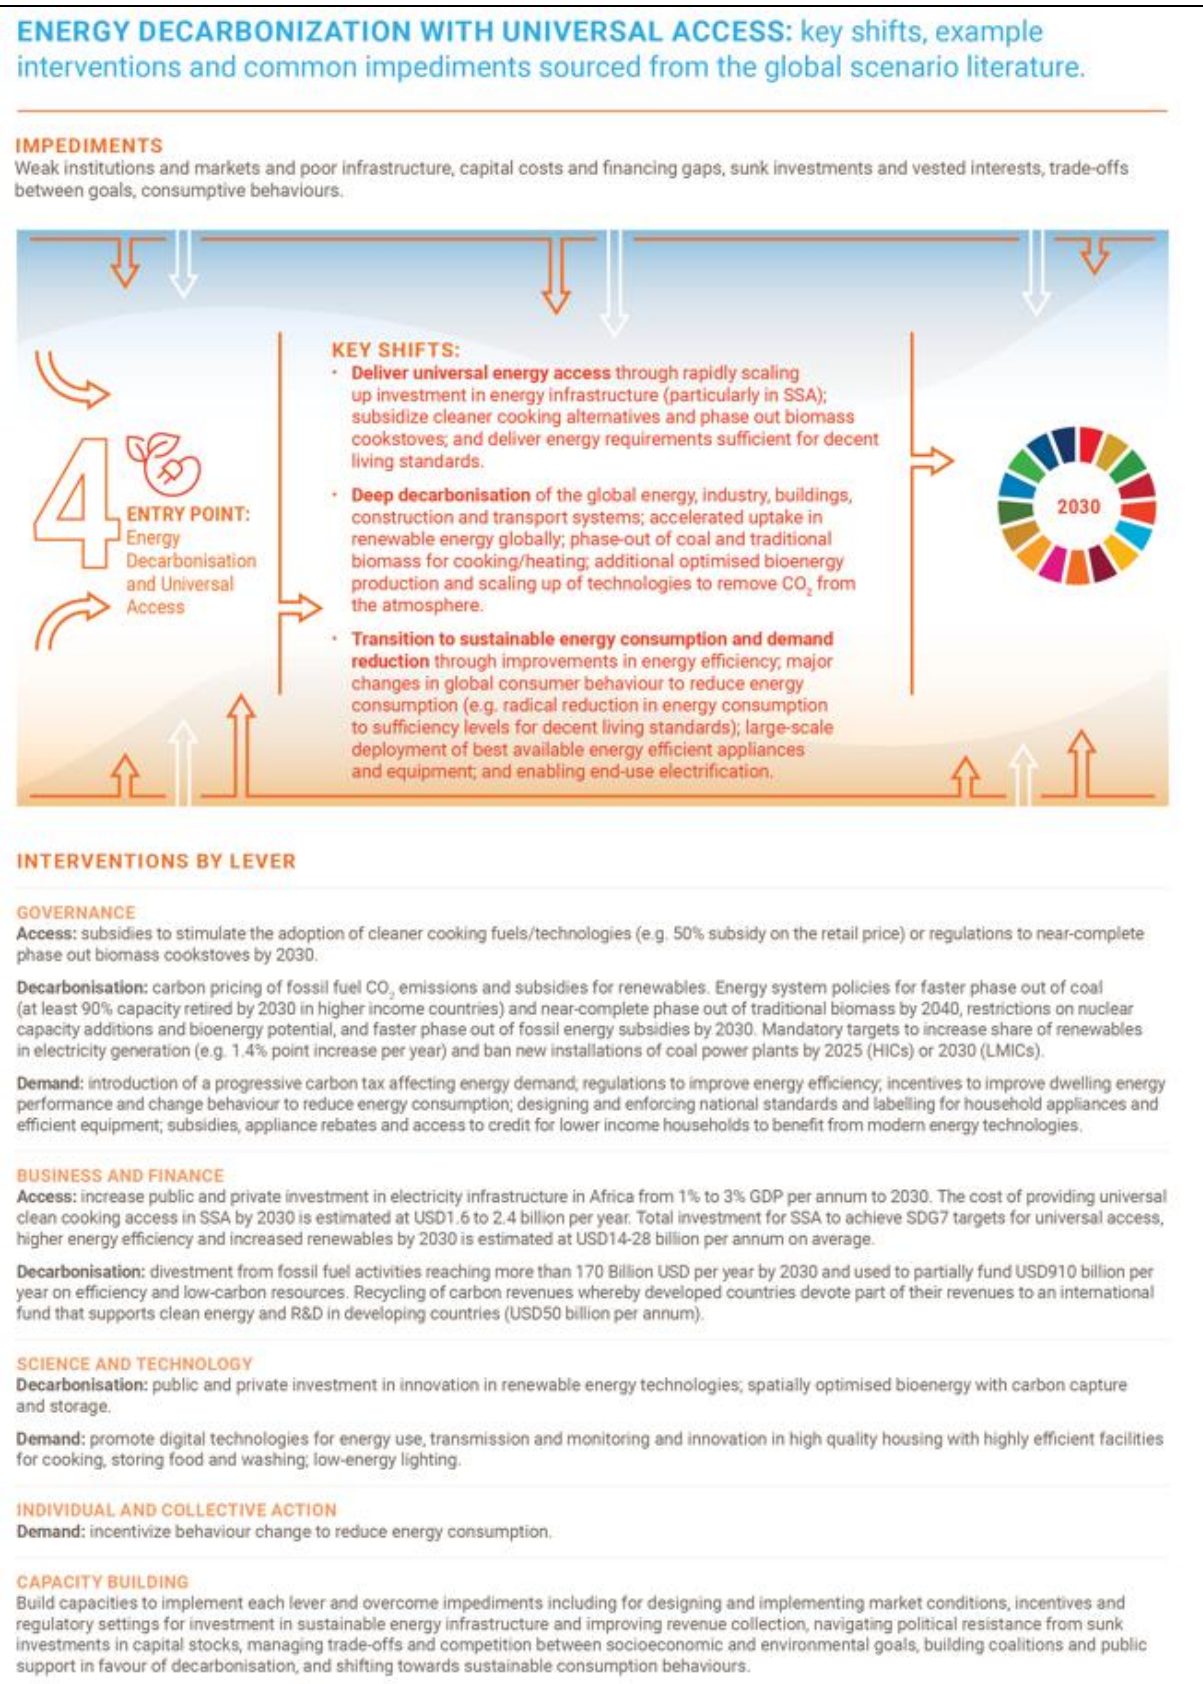 ENERGY DECARBONIZATION WITH UNIVERSAL ACCESS: key shifts, example
interventions and common impediments sourced from the global scenario literature.
IMPEDIMENTS
Weak institutions and markets and poor infrastructure, capital costs and financing gaps, sunk investments and vested interests, trade-offs
between goals, consumptive behaviours.
4
ENTRY POINT:
Energy
Decarbonisation
and Universal
Access
KEY SHIFTS:
• Deliver universal energy access through rapidly scaling
up investment in energy infrastructure (particularly in SSA);
subsidize cleaner cooking alternatives and phase out biomass
cookstoves; and deliver energy requirements sufficient for decent
living standards.
• Deep decarbonisation of the global energy, industry, buildings,
construction and transport systems; accelerated uptake in
renewable energy globally; phase-out of coal and traditional
biomass for cooking/heating; additional optimised bioenergy
production and scaling up of technologies to remove CO₂ from
the atmosphere.
• Transition to sustainable energy consumption and demand
reduction through improvements in energy efficiency; major
changes in global consumer behaviour to reduce energy
consumption (e.g. radical reduction in energy consumption
to sufficiency levels for decent living standards); large-scale
deployment of best available energy efficient appliances
and equipment; and enabling end-use electrification.
2030
INTERVENTIONS BY LEVER
GOVERNANCE
Access: subsidies to stimulate the adoption of cleaner cooking fuels/technologies (e.g. 50% subsidy on the retail price) or regulations to near-complete
phase out biomass cookstoves by 2030.
Decarbonisation: carbon pricing of fossil fuel CO₂ emissions and subsidies for renewables. Energy system policies for faster phase out of coal
(at least 90% capacity retired by 2030 in higher income countries) and near-complete phase out of traditional biomass by 2040, restrictions on nuclear
capacity additions and bioenergy potential, and faster phase out of fossil energy subsidies by 2030. Mandatory targets to increase share of renewables
in electricity generation (e.g. 1.4% point increase per year) and ban new installations of coal power plants by 2025 (HICs) or 2030 (LMICs).
Demand: introduction of a progressive carbon tax affecting energy demand; regulations to improve energy efficiency; incentives to improve dwelling energy
performance and change behaviour to reduce energy consumption; designing and enforcing national standards and labelling for household appliances and
efficient equipment; subsidies, appliance rebates and access to credit for lower income households to benefit from modern energy technologies.
BUSINESS AND FINANCE
Access: increase public and private investment in electricity infrastructure in Africa from 1% to 3% GDP per annum to 2030. The cost of providing universal
clean cooking access in SSA by 2030 is estimated at USD1.6 to 2.4 billion per year. Total investment for SSA to achieve SDG7 targets for universal access,
higher energy efficiency and increased renewables by 2030 is estimated at USD14-28 billion per annum on average.
Decarbonisation: divestment from fossil fuel activities reaching more than 170 Billion USD per year by 2030 and used to partially fund USD910 billion per
year on efficiency and low-carbon resources. Recycling of carbon revenues whereby developed countries devote part of their revenues to an international
fund that supports clean energy and R&D in developing countries (USD50 billion per annum).
SCIENCE AND TECHNOLOGY
Decarbonisation: public and private investment in innovation in renewable energy technologies; spatially optimised bioenergy with carbon capture
and storage.
Demand: promote digital technologies for energy use, transmission and monitoring and innovation in high quality housing with highly efficient facilities
for cooking, storing food and washing; low-energy lighting.
INDIVIDUAL AND COLLECTIVE ACTION
Demand: incentivize behaviour change to reduce energy consumption.
CAPACITY BUILDING
Build capacities to implement each lever and overcome impediments including for designing and implementing market conditions, incentives and
regulatory settings for investment in sustainable energy infrastructure and improving revenue collection, navigating political resistance from sunk
investments in capital stocks, managing trade-offs and competition between socioeconomic and environmental goals, building coalitions and public
support in favour of decarbonisation, and shifting towards sustainable consumption behaviours.